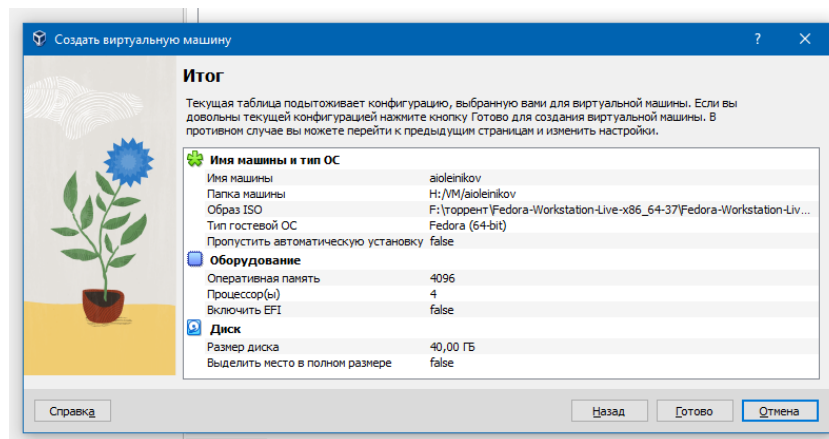 Создать виртуальную машину
?
Итог
Текущая таблица подытоживает конфигурацию, выбранную вами для виртуальной машины. Если вы
довольны текущей конфигурацией нажмите кнопку Готово для создания виртуальной машины. В
противном случае вы можете перейти к предыдущим страницам и изменить настройки.
Имя машины и тип ОС
Имя машины aioleinikov
Папка машины H:/VM/aioleinikov
Образ ISO F:\торрент\Fedora-Workstation-Live-x86_64-37\Fedora-Workstation-Liv...
Тип гостевой ОС Fedora (64-bit)
Пропустить автоматическую установку false
Оборудование
Оперативная память 4096
Процессор(ы) 4
Включить EFI false
Диск
Размер диска 40,00 ГБ
Выделить место в полном размере false
Справка Назад Готово Отмена